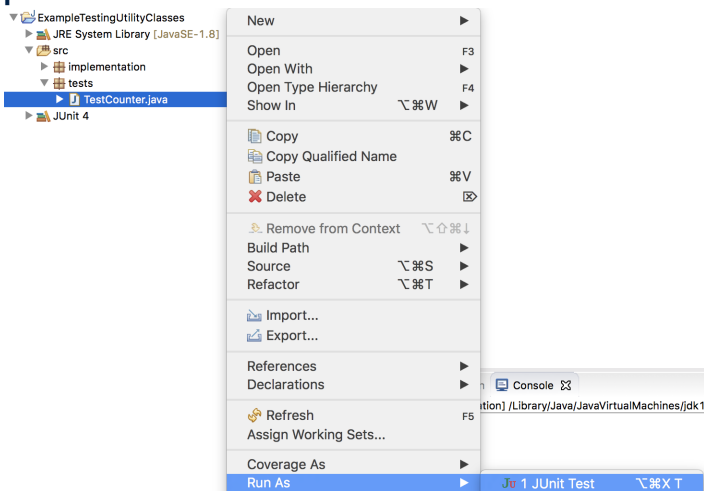 ExampleTestingUtilityClasses
JRE System Library [JavaSE-1.8]
src
implementation
tests
J TestCounter.java
JUnit 4
New
Open F3
Open With
Open Type Hierarchy F4
Show In ⌥⌘W
Copy ⌘C
Copy Qualified Name
Paste ⌘V
Delete ⌦
Remove from Context ⌥⇧⌘↓
Build Path
Source ⌥⌘S
Refactor ⌥⌘T
Import...
Export...
References
Declarations
Refresh F5
Assign Working Sets...
Coverage As
Run As
Console
tion] /Library/Java/JavaVirtualMachines/jdk1
Ju 1 JUnit Test ⌥⌘X T